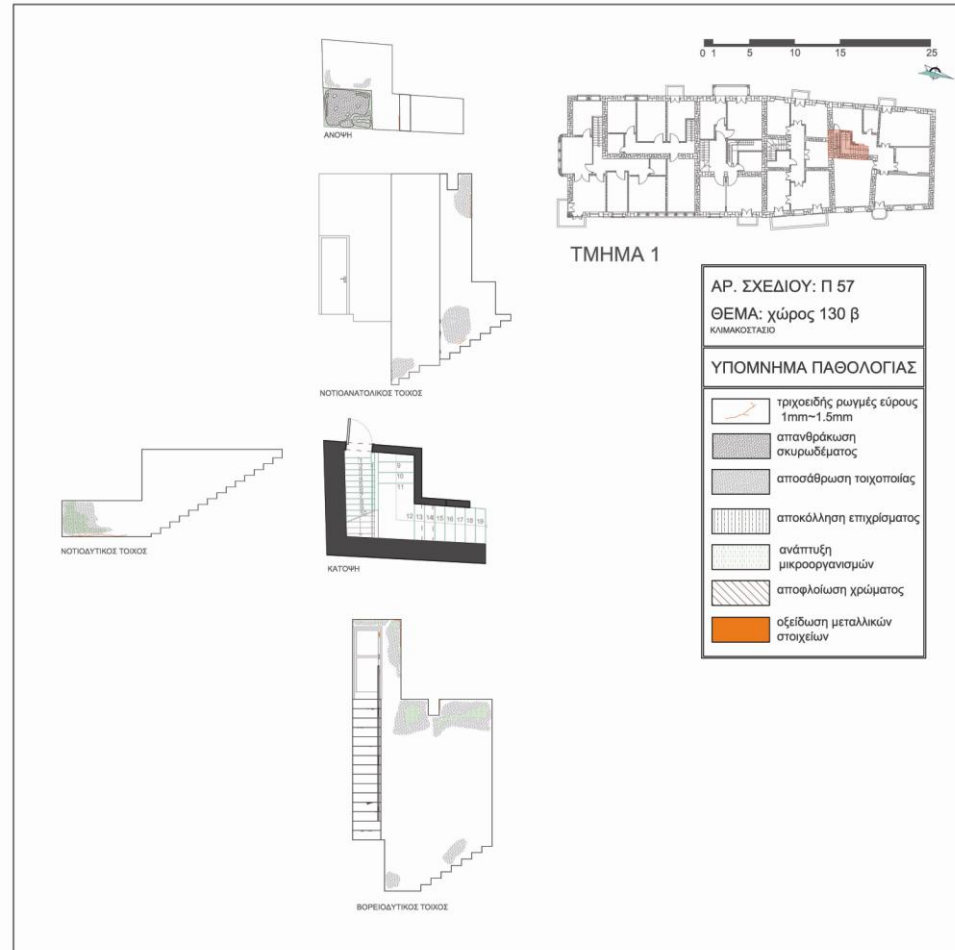 0 1 5 10 15 25
ΑΝΟΨΗ
ΤΜΗΜΑ 1
ΑΡ. ΣΧΕΔΙΟΥ: Π 57
ΘΕΜΑ: χώρος 130 β
ΚΛΙΜΑΚΟΣΤΑΣΙΟ
ΥΠΟΜΝΗΜΑ ΠΑΘΟΛΟΓΙΑΣ
τριχοειδής ρωγμές εύρους
1mm~1.5mm
απανθράκωση
σκυροδέματος
αποσάθρωση τοιχοποιίας
αποκόλληση επιχρίσματος
ανάπτυξη
μικροοργανισμών
αποφλοίωση χρώματος
οξείδωση μεταλλικών
στοιχείων
ΝΟΤΙΟΑΝΑΤΟΛΙΚΟΣ ΤΟΙΧΟΣ
ΝΟΤΙΟΔΥΤΙΚΟΣ ΤΟΙΧΟΣ
9
10
11
12 13 14 15 16 17 18 19
ΚΑΤΟΨΗ
ΒΟΡΕΙΟΔΥΤΙΚΟΣ ΤΟΙΧΟΣ